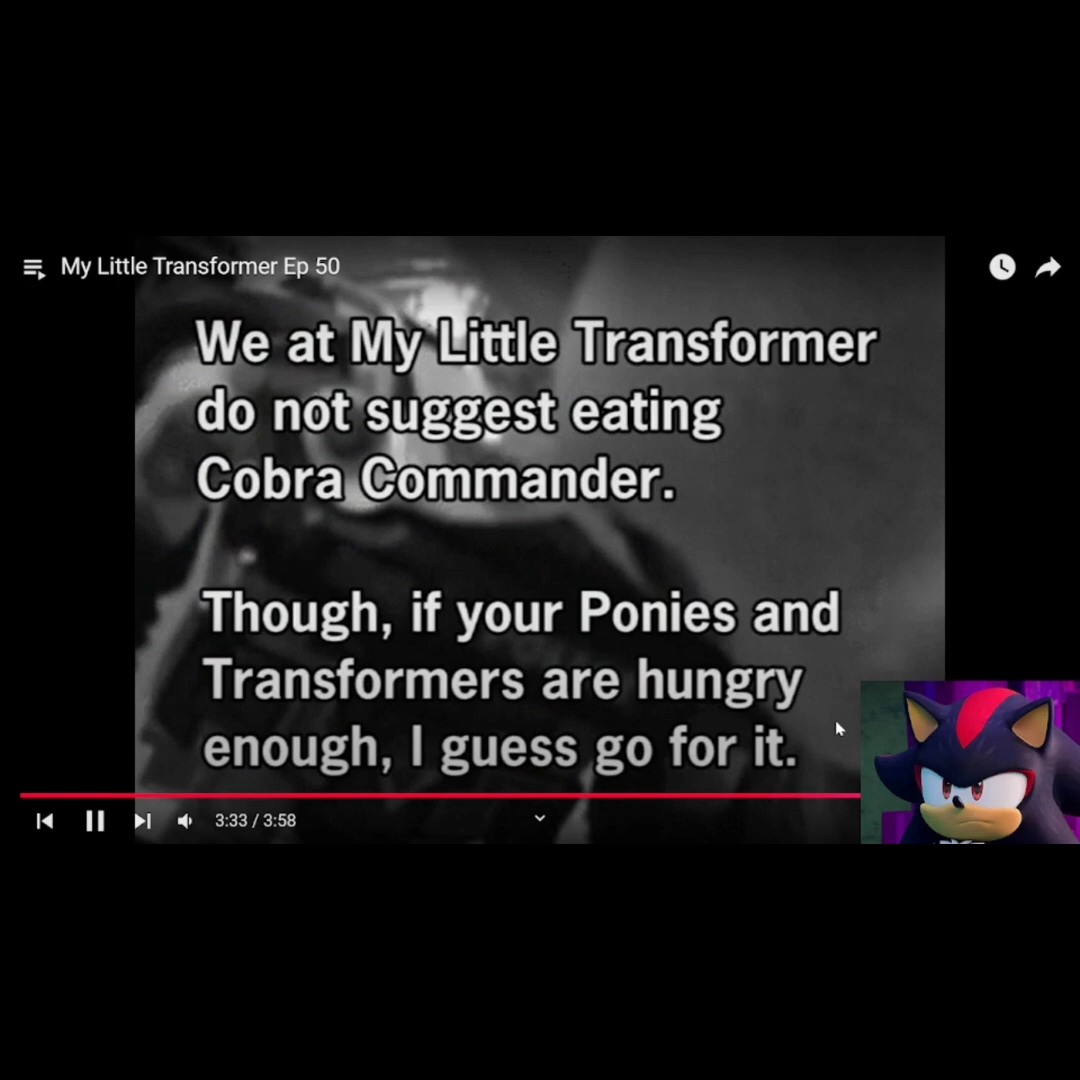 My Little Transformer Ep 50
We at My Little Transformer
do not suggest eating
Cobra Commander.
Though, if your Ponies and
Transformers are hungry
enough, I guess go for it.
3:33 / 3:58